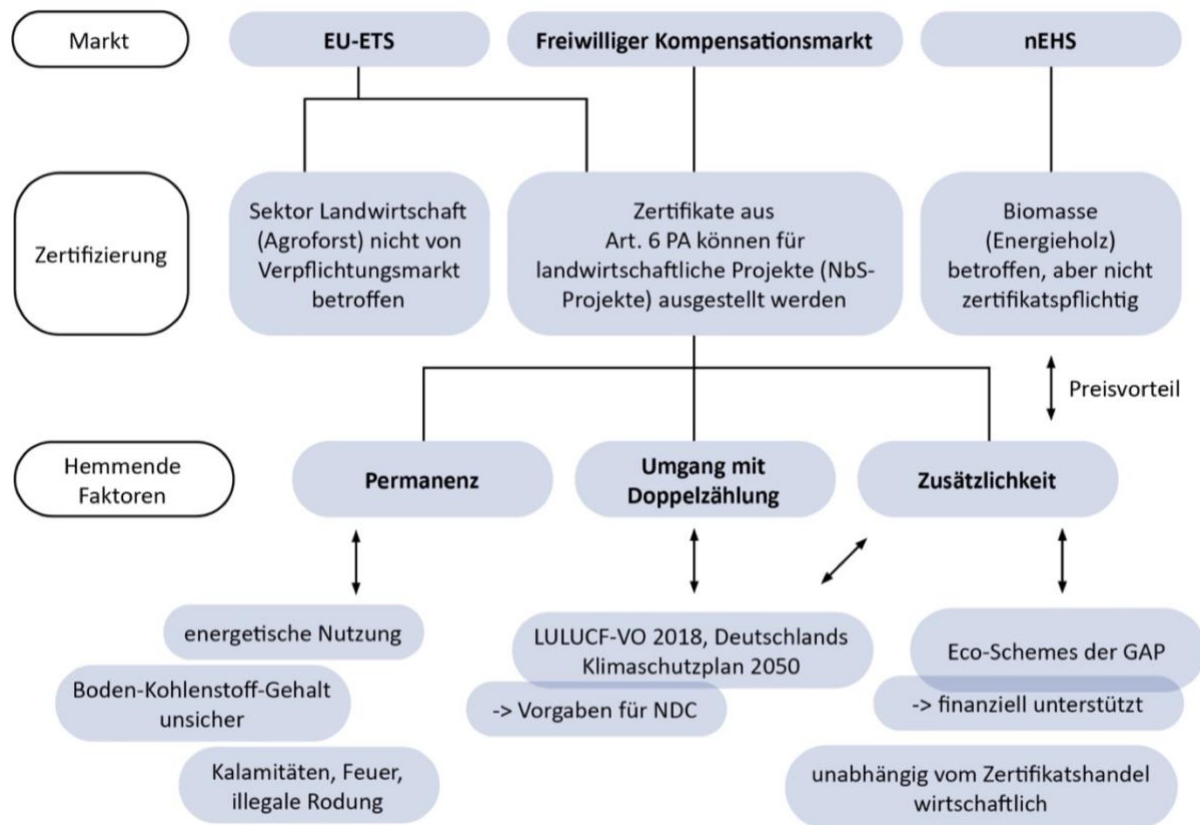 Markt
EU-ETS
Freiwilliger Kompensationsmarkt
nEHS
Zertifizierung
Sektor Landwirtschaft
(Agroforst) nicht von
Verpflichtungsmarkt
betroffen
Zertifikate aus
Art. 6 PA können für
landwirtschaftliche Projekte (NbS-
Projekte) ausgestellt werden
Biomasse
(Energieholz)
betroffen, aber nicht
zertifikatspflichtig
Preisvorteil
Hemmende
Faktoren
Permanenz
Umgang mit
Doppelzählung
Zusätzlichkeit
energetische Nutzung
Boden-Kohlenstoff-Gehalt
unsicher
Kalamitäten, Feuer,
illegale Rodung
LULUCF-VO 2018, Deutschlands
Klimaschutzplan 2050
-> Vorgaben für NDC
Eco-Schemes der GAP
-> finanziell unterstützt
unabhängig vom Zertifikatshandel
wirtschaftlich